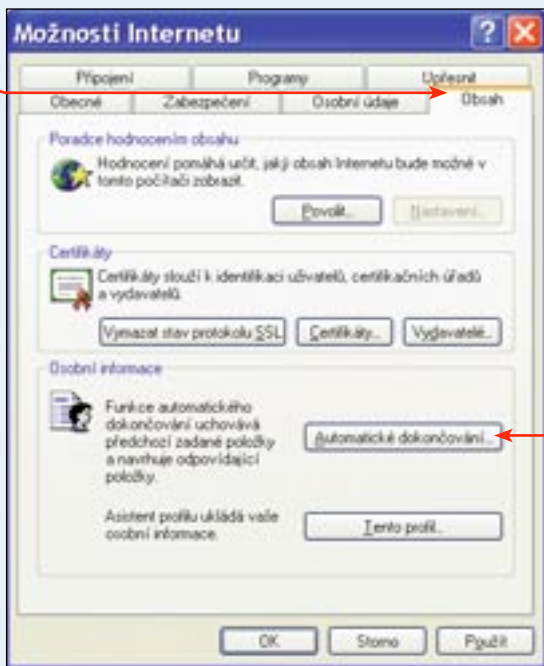 Možnosti Internetu
Připojení Programy Upřesnit
Obecné Zabezpečení Osobní údaje Obsah
Poradce hodnocením obsahu
Hodnocení pomáhá určit, jaký obsah Internetu bude možné v
tomto počítači zobrazit.
Povolit... Nastavení...
Certifikáty
Certifikáty slouží k identifikaci uživatelů, certifikačních úřadů
a vydavatelů.
Vymazat stav protokolu SSL Certifikáty... Vydavatelé...
Osobní informace
Funkce automatického
dokončování uchovává
předchozí zadané položky
a navrhuje odpovídající
položky.
Automatické dokončování...
Asistent profilu ukládá vaše
osobní informace.
Tento profil...
OK Storno Použít